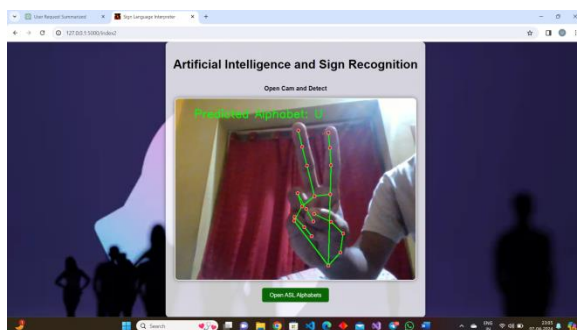 User Request Summarized
Sign Language Interpreter
127.0.0.1:5000/index2
Artificial Intelligence and Sign Recognition
Open Cam and Detect
Predicted Alphabet: U
Open ASL Alphabets
Search
ENG